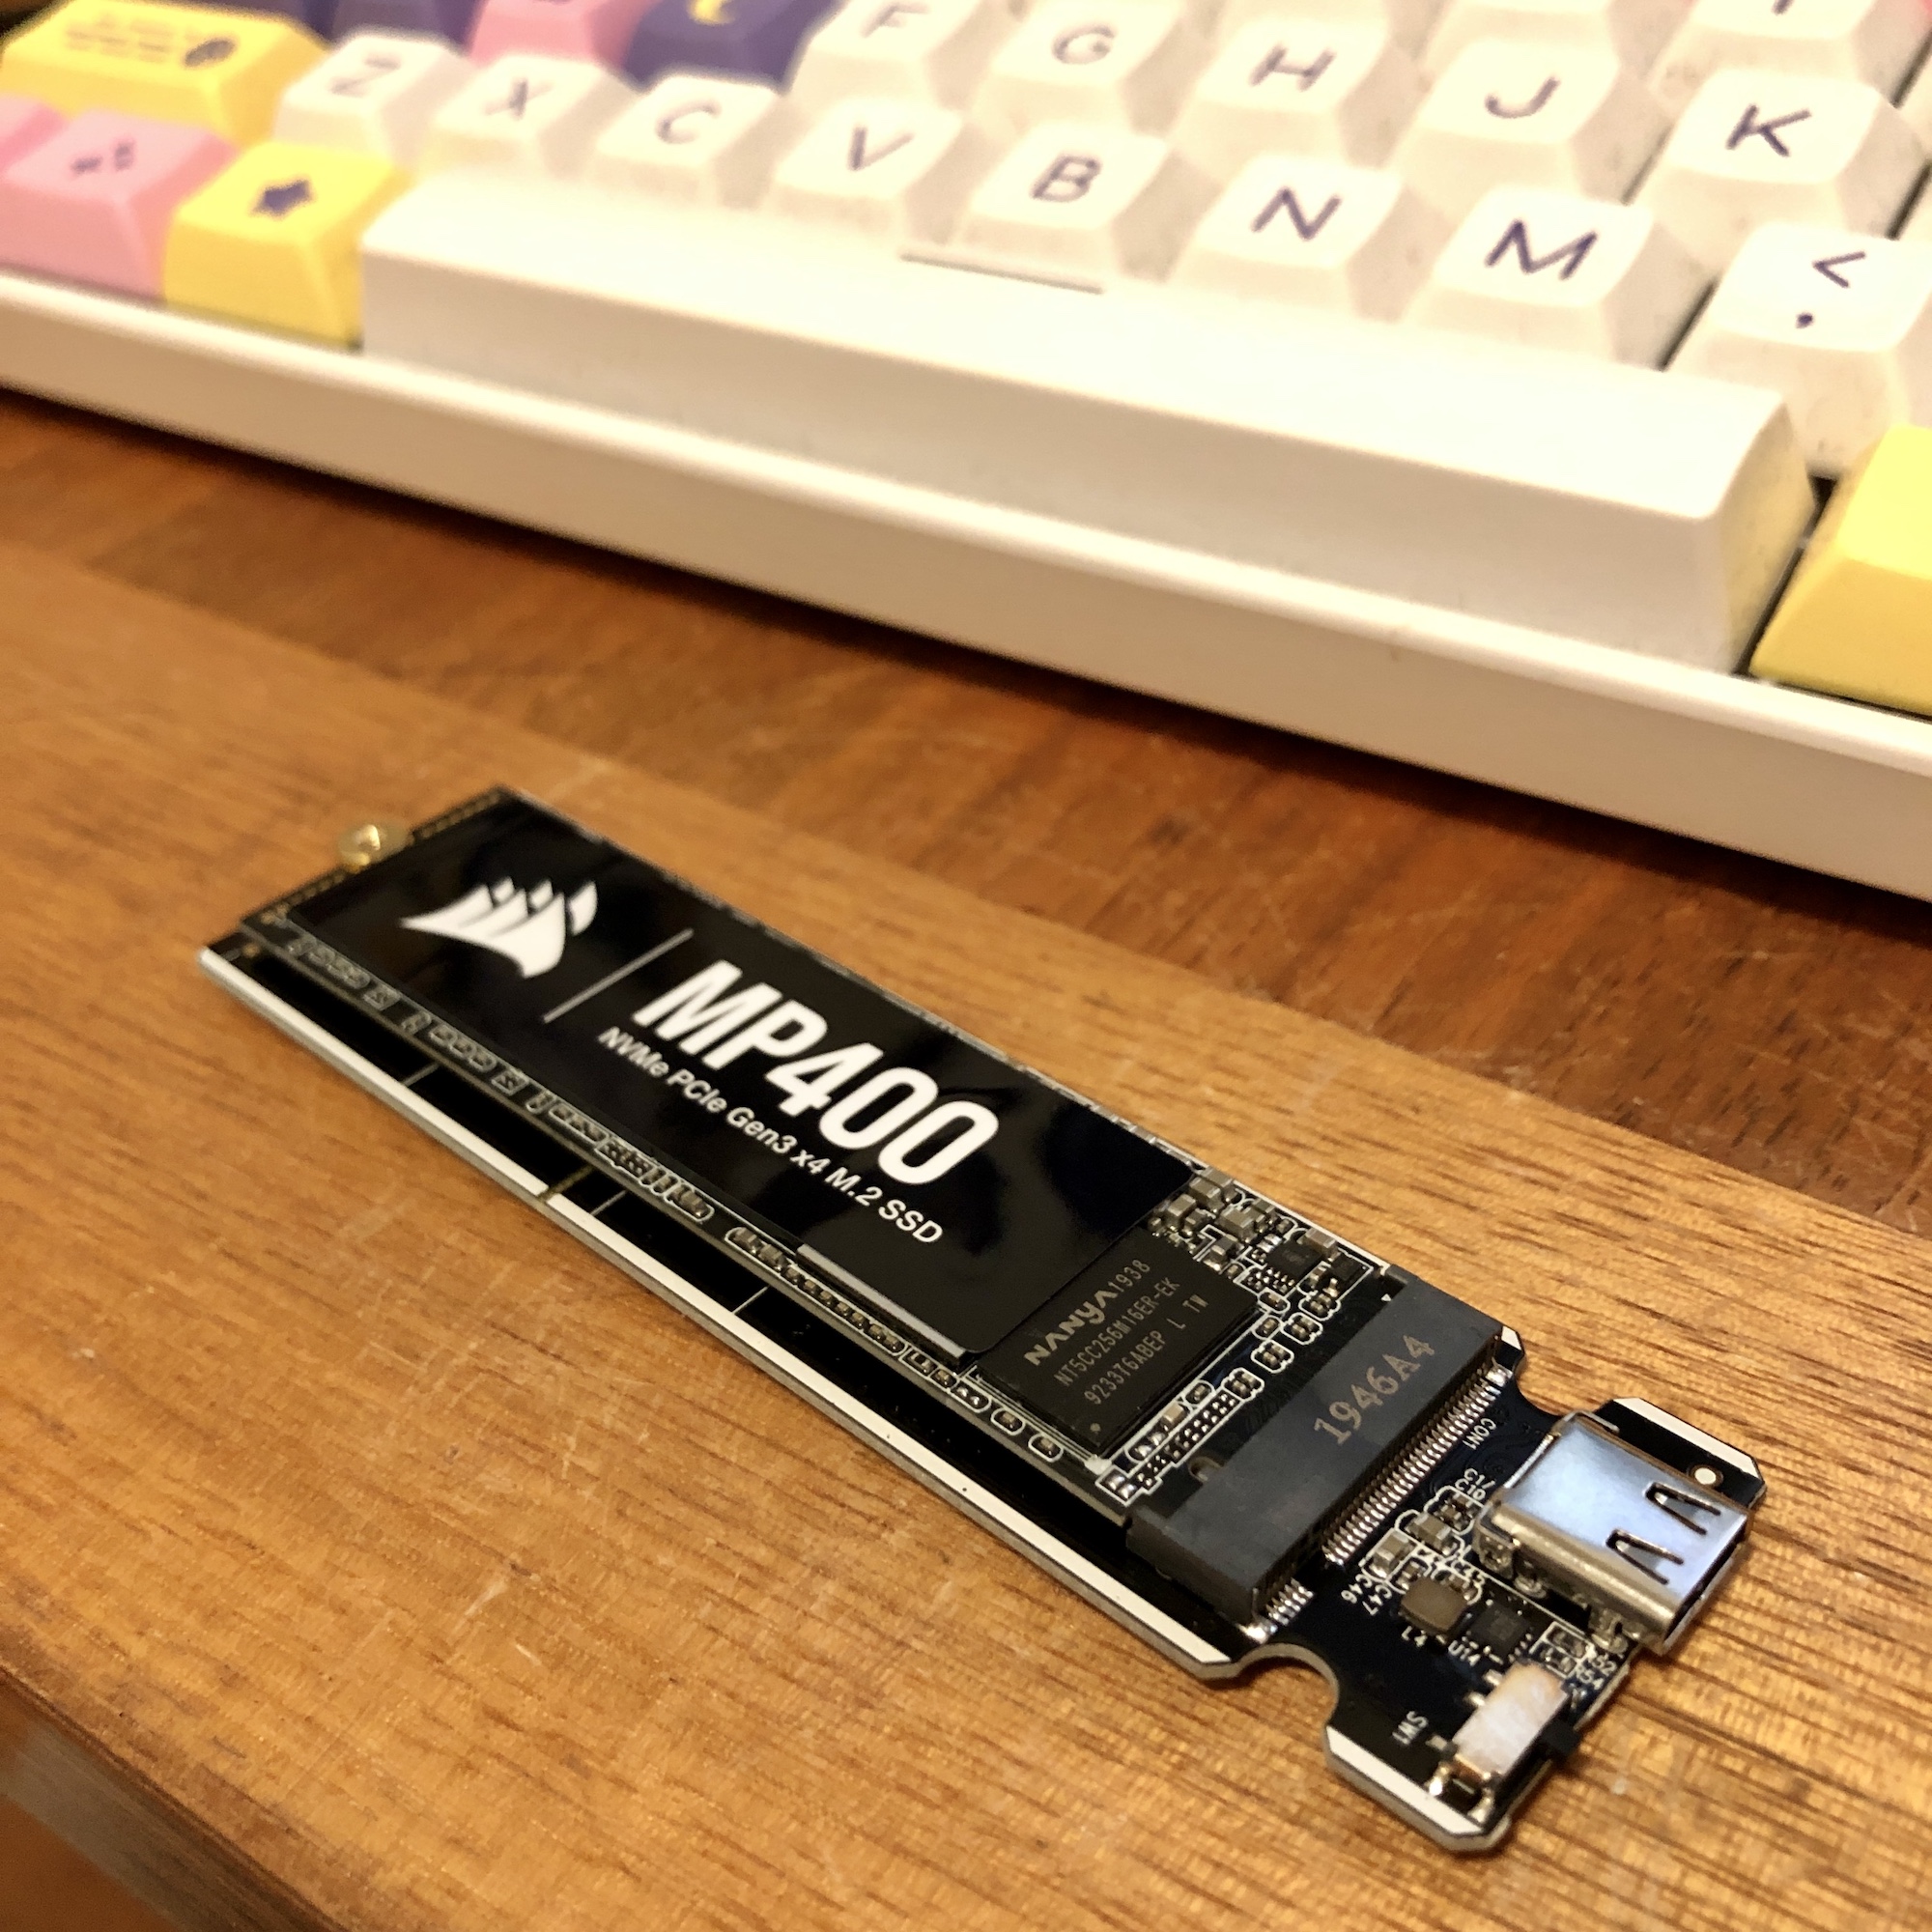 F G H J K
Z X C V B N M < ,
MP400
NVMe PCIe Gen3 x4 M.2 SSD
NANYA 1938
NT5CC256M16ER-EK
923376ABEP L TW
1946A4
CON1
C46
C47
L4
U14
SW1